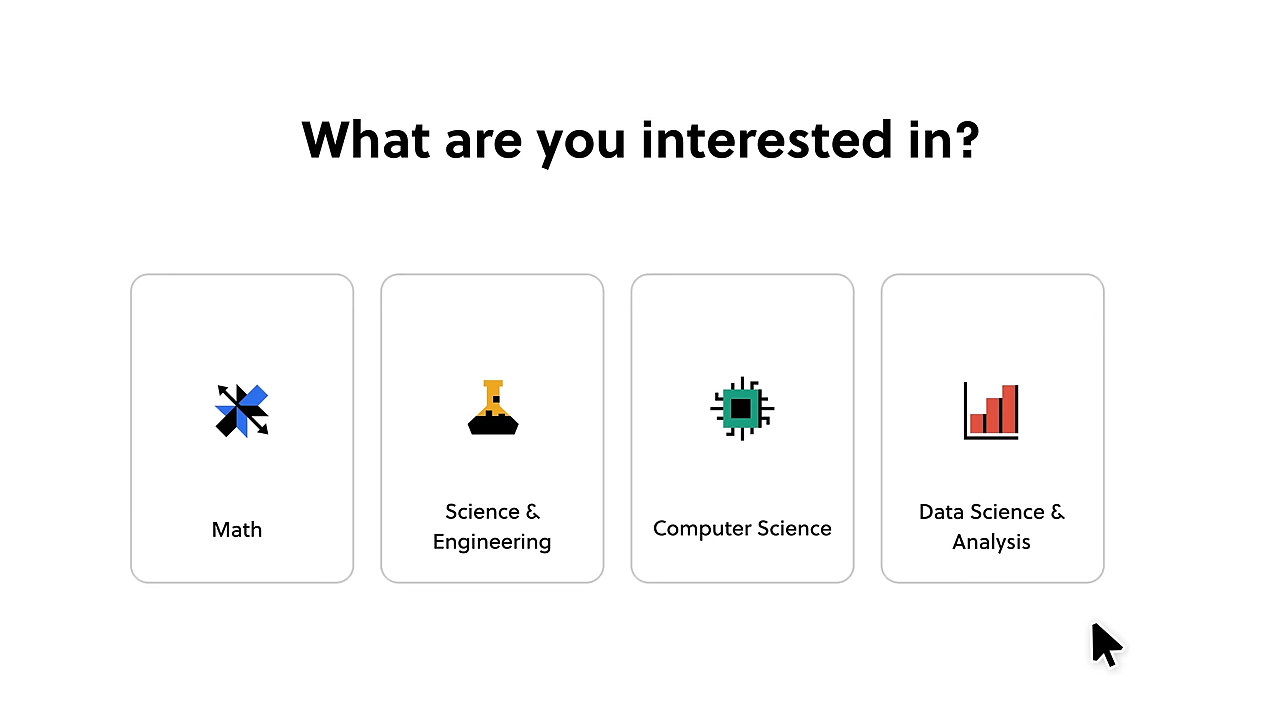 What are you interested in?
Math
Science &
Engineering
Computer Science
Data Science &
Analysis